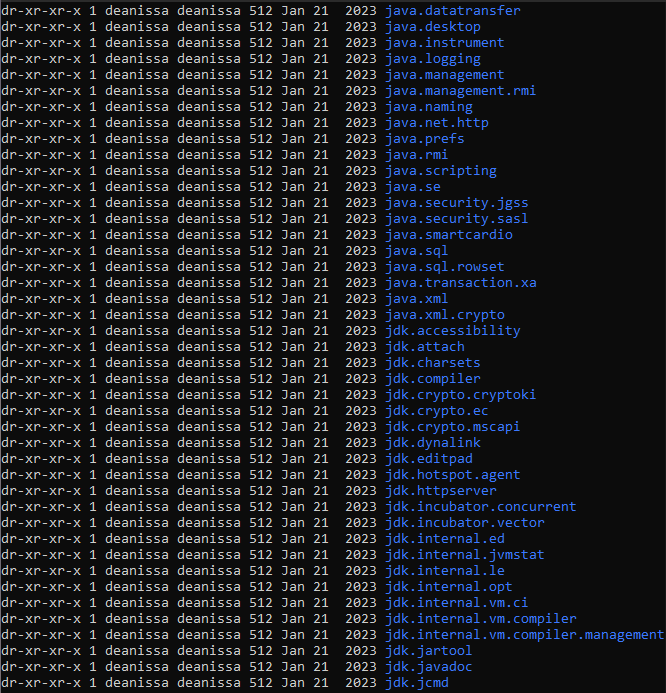 dr-xr-xr-x 1 deanissa deanissa 512 Jan 21  2023 java.datatransfer
dr-xr-xr-x 1 deanissa deanissa 512 Jan 21  2023 java.desktop
dr-xr-xr-x 1 deanissa deanissa 512 Jan 21  2023 java.instrument
dr-xr-xr-x 1 deanissa deanissa 512 Jan 21  2023 java.logging
dr-xr-xr-x 1 deanissa deanissa 512 Jan 21  2023 java.management
dr-xr-xr-x 1 deanissa deanissa 512 Jan 21  2023 java.management.rmi
dr-xr-xr-x 1 deanissa deanissa 512 Jan 21  2023 java.naming
dr-xr-xr-x 1 deanissa deanissa 512 Jan 21  2023 java.net.http
dr-xr-xr-x 1 deanissa deanissa 512 Jan 21  2023 java.prefs
dr-xr-xr-x 1 deanissa deanissa 512 Jan 21  2023 java.rmi
dr-xr-xr-x 1 deanissa deanissa 512 Jan 21  2023 java.scripting
dr-xr-xr-x 1 deanissa deanissa 512 Jan 21  2023 java.se
dr-xr-xr-x 1 deanissa deanissa 512 Jan 21  2023 java.security.jgss
dr-xr-xr-x 1 deanissa deanissa 512 Jan 21  2023 java.security.sasl
dr-xr-xr-x 1 deanissa deanissa 512 Jan 21  2023 java.smartcardio
dr-xr-xr-x 1 deanissa deanissa 512 Jan 21  2023 java.sql
dr-xr-xr-x 1 deanissa deanissa 512 Jan 21  2023 java.sql.rowset
dr-xr-xr-x 1 deanissa deanissa 512 Jan 21  2023 java.transaction.xa
dr-xr-xr-x 1 deanissa deanissa 512 Jan 21  2023 java.xml
dr-xr-xr-x 1 deanissa deanissa 512 Jan 21  2023 java.xml.crypto
dr-xr-xr-x 1 deanissa deanissa 512 Jan 21  2023 jdk.accessibility
dr-xr-xr-x 1 deanissa deanissa 512 Jan 21  2023 jdk.attach
dr-xr-xr-x 1 deanissa deanissa 512 Jan 21  2023 jdk.charsets
dr-xr-xr-x 1 deanissa deanissa 512 Jan 21  2023 jdk.compiler
dr-xr-xr-x 1 deanissa deanissa 512 Jan 21  2023 jdk.crypto.cryptoki
dr-xr-xr-x 1 deanissa deanissa 512 Jan 21  2023 jdk.crypto.ec
dr-xr-xr-x 1 deanissa deanissa 512 Jan 21  2023 jdk.crypto.mscapi
dr-xr-xr-x 1 deanissa deanissa 512 Jan 21  2023 jdk.dynalink
dr-xr-xr-x 1 deanissa deanissa 512 Jan 21  2023 jdk.editpad
dr-xr-xr-x 1 deanissa deanissa 512 Jan 21  2023 jdk.hotspot.agent
dr-xr-xr-x 1 deanissa deanissa 512 Jan 21  2023 jdk.httpserver
dr-xr-xr-x 1 deanissa deanissa 512 Jan 21  2023 jdk.incubator.concurrent
dr-xr-xr-x 1 deanissa deanissa 512 Jan 21  2023 jdk.incubator.vector
dr-xr-xr-x 1 deanissa deanissa 512 Jan 21  2023 jdk.internal.ed
dr-xr-xr-x 1 deanissa deanissa 512 Jan 21  2023 jdk.internal.jvmstat
dr-xr-xr-x 1 deanissa deanissa 512 Jan 21  2023 jdk.internal.le
dr-xr-xr-x 1 deanissa deanissa 512 Jan 21  2023 jdk.internal.opt
dr-xr-xr-x 1 deanissa deanissa 512 Jan 21  2023 jdk.internal.vm.ci
dr-xr-xr-x 1 deanissa deanissa 512 Jan 21  2023 jdk.internal.vm.compiler
dr-xr-xr-x 1 deanissa deanissa 512 Jan 21  2023 jdk.internal.vm.compiler.management
dr-xr-xr-x 1 deanissa deanissa 512 Jan 21  2023 jdk.jartool
dr-xr-xr-x 1 deanissa deanissa 512 Jan 21  2023 jdk.javadoc
dr-xr-xr-x 1 deanissa deanissa 512 Jan 21  2023 jdk.jcmd